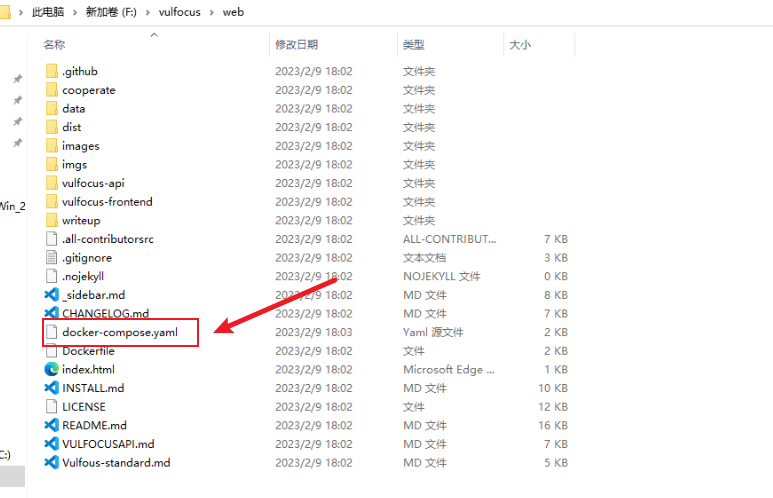 此电脑 > 新加卷 (F:) > vulfocus > web
名称 修改日期 类型 大小
.github 2023/2/9 18:02 文件夹
cooperate 2023/2/9 18:02 文件夹
data 2023/2/9 18:02 文件夹
dist 2023/2/9 18:02 文件夹
images 2023/2/9 18:02 文件夹
imgs 2023/2/9 18:02 文件夹
vulfocus-api 2023/2/9 18:02 文件夹
vulfocus-frontend 2023/2/9 18:02 文件夹
Win_2
writeup 2023/2/9 18:02 文件夹
.all-contributorsrc 2023/2/9 18:02 ALL-CONTRIBUT... 7 KB
.gitignore 2023/2/9 18:02 文本文档 3 KB
.nojekyll 2023/2/9 18:02 NOJEKYLL 文件 0 KB
_sidebar.md 2023/2/9 18:02 MD 文件 8 KB
CHANGELOG.md 2023/2/9 18:02 MD 文件 7 KB
docker-compose.yaml 2023/2/9 18:03 Yaml 源文件 2 KB
Dockerfile 2023/2/9 18:02 文件 2 KB
index.html 2023/2/9 18:02 Microsoft Edge ... 1 KB
INSTALL.md 2023/2/9 18:02 MD 文件 10 KB
LICENSE 2023/2/9 18:02 文件 12 KB
README.md 2023/2/9 18:02 MD 文件 16 KB
VULFOCUSAPI.md 2023/2/9 18:02 MD 文件 7 KB
C:)
Vulfous-standard.md 2023/2/9 18:02 MD 文件 5 KB